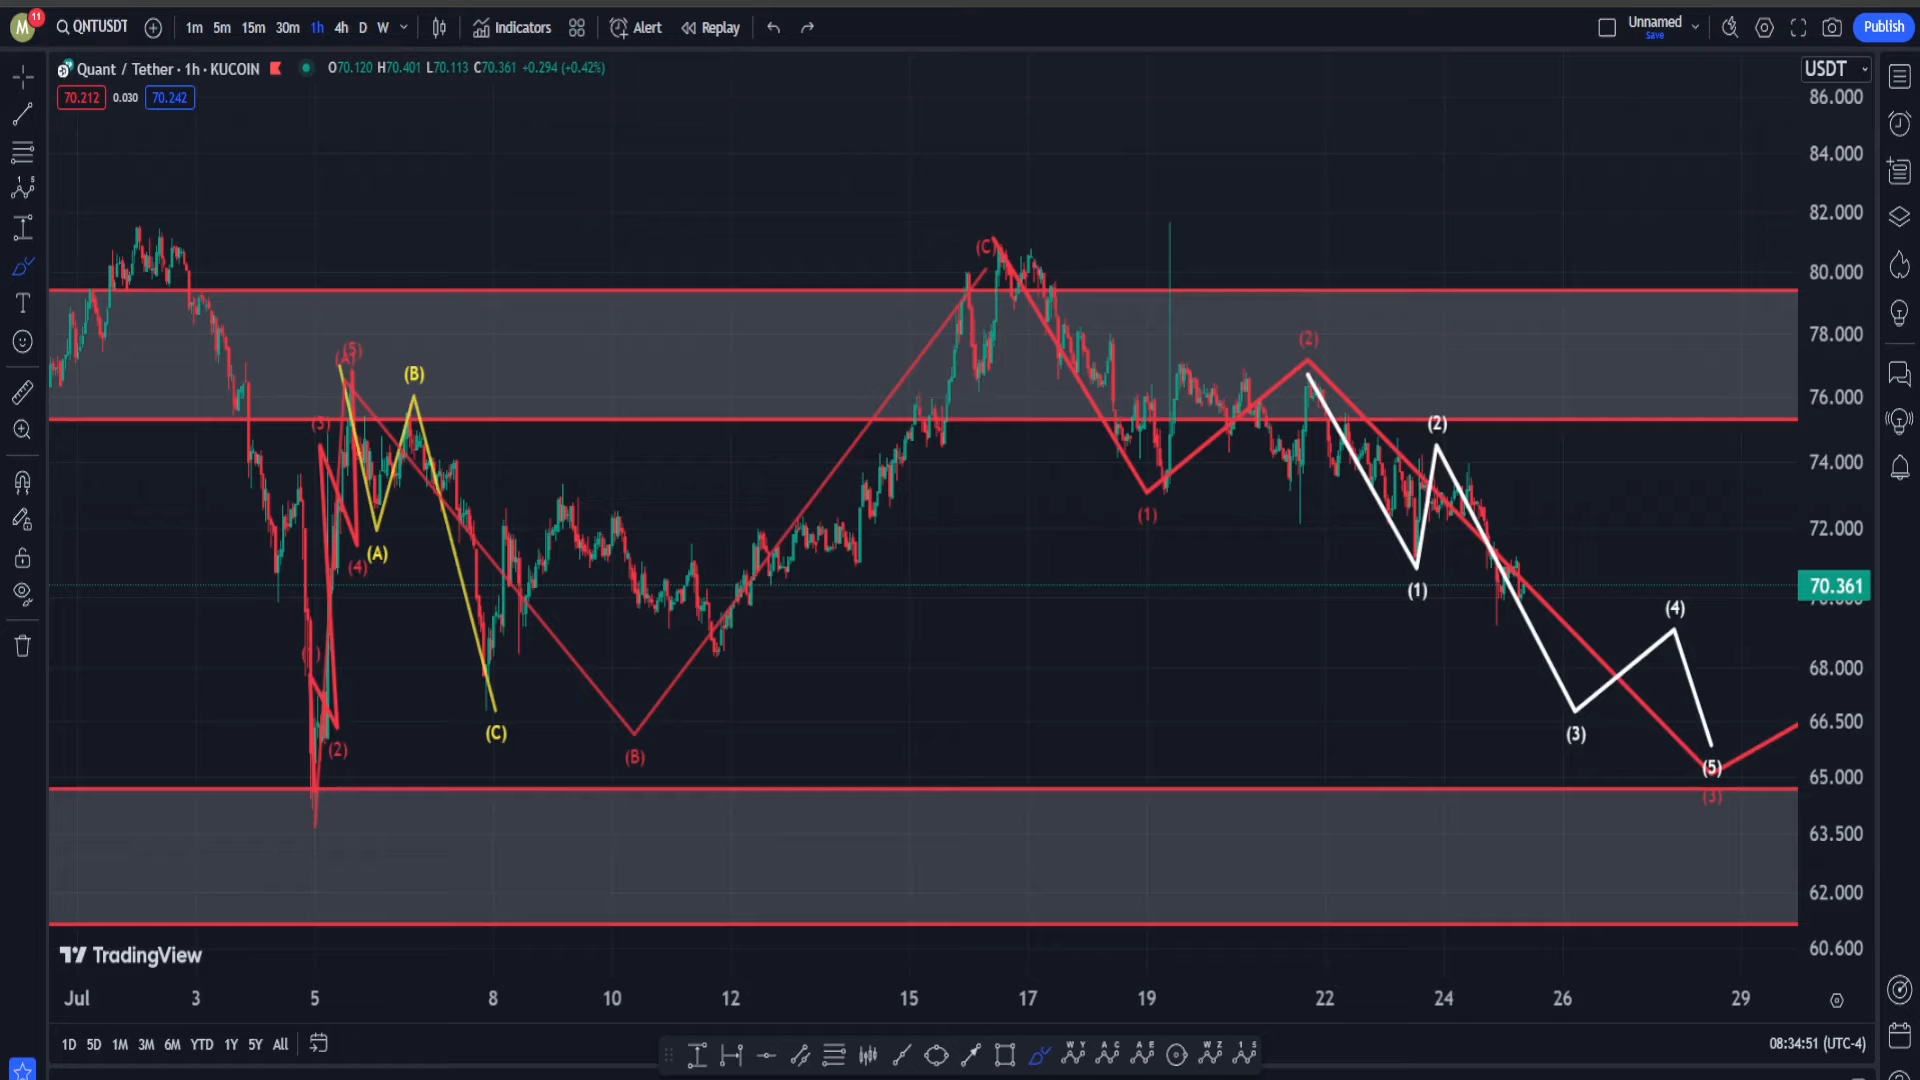 M 11 QNTUSDT 1m 5m 15m 30m 1h 4h D W Indicators Alert Replay Unnamed Save Publish
Quant / Tether · 1h · KUCOIN O70.120 H70.401 L70.113 C70.361 +0.294 (+0.42%) USDT
70.212 0.030 70.242
86.000
84.000
82.000
80.000
78.000
76.000
74.000
72.000
70.361
68.000
66.500
65.000
63.500
62.000
60.600
(C)
(2)
(5)
(B)
(3)
(2)
(1)
(A)
(4)
(1)
(4)
(2)
(C)
(B)
(3)
(5)
(3)
TradingView
Jul 3 5 8 10 12 15 17 19 22 24 26 29
1D 5D 1M 3M 6M YTD 1Y 5Y All
08:34:51 (UTC-4)